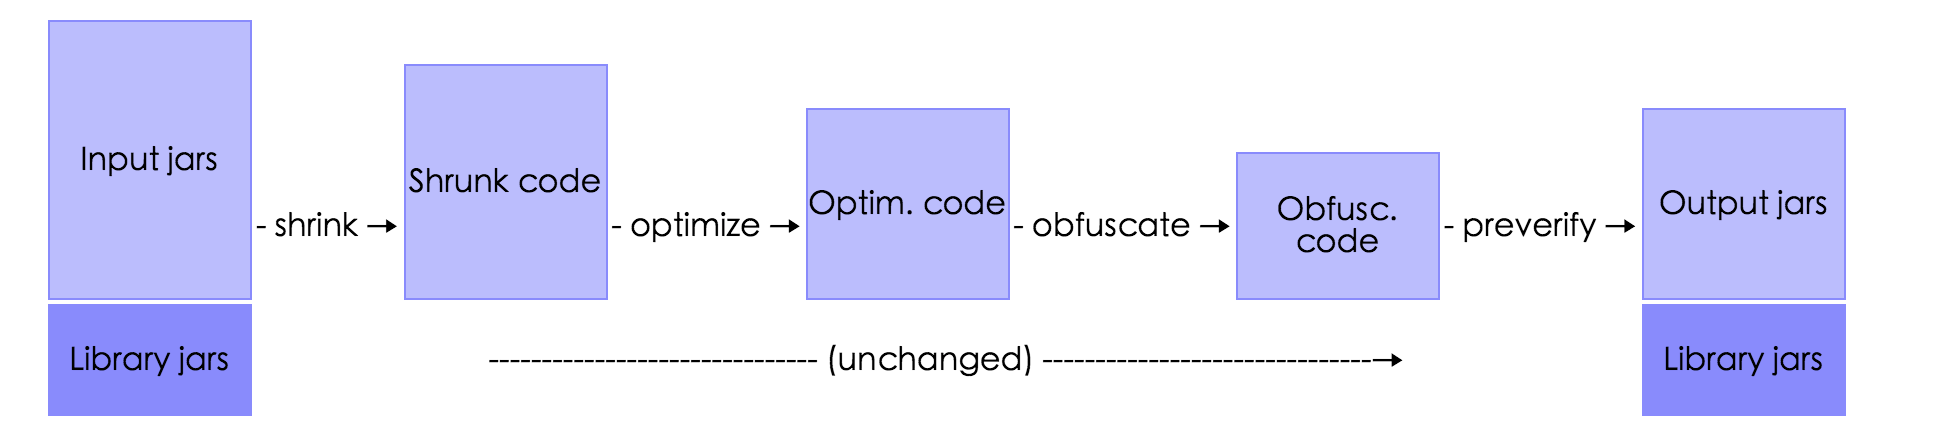 Input jars
- shrink →
Shrunk code
- optimize →
Optim. code
- obfuscate →
Obfusc.
code
- preverify →
Output jars
Library jars
------------------------------- (unchanged) -------------------------------→
Library jars